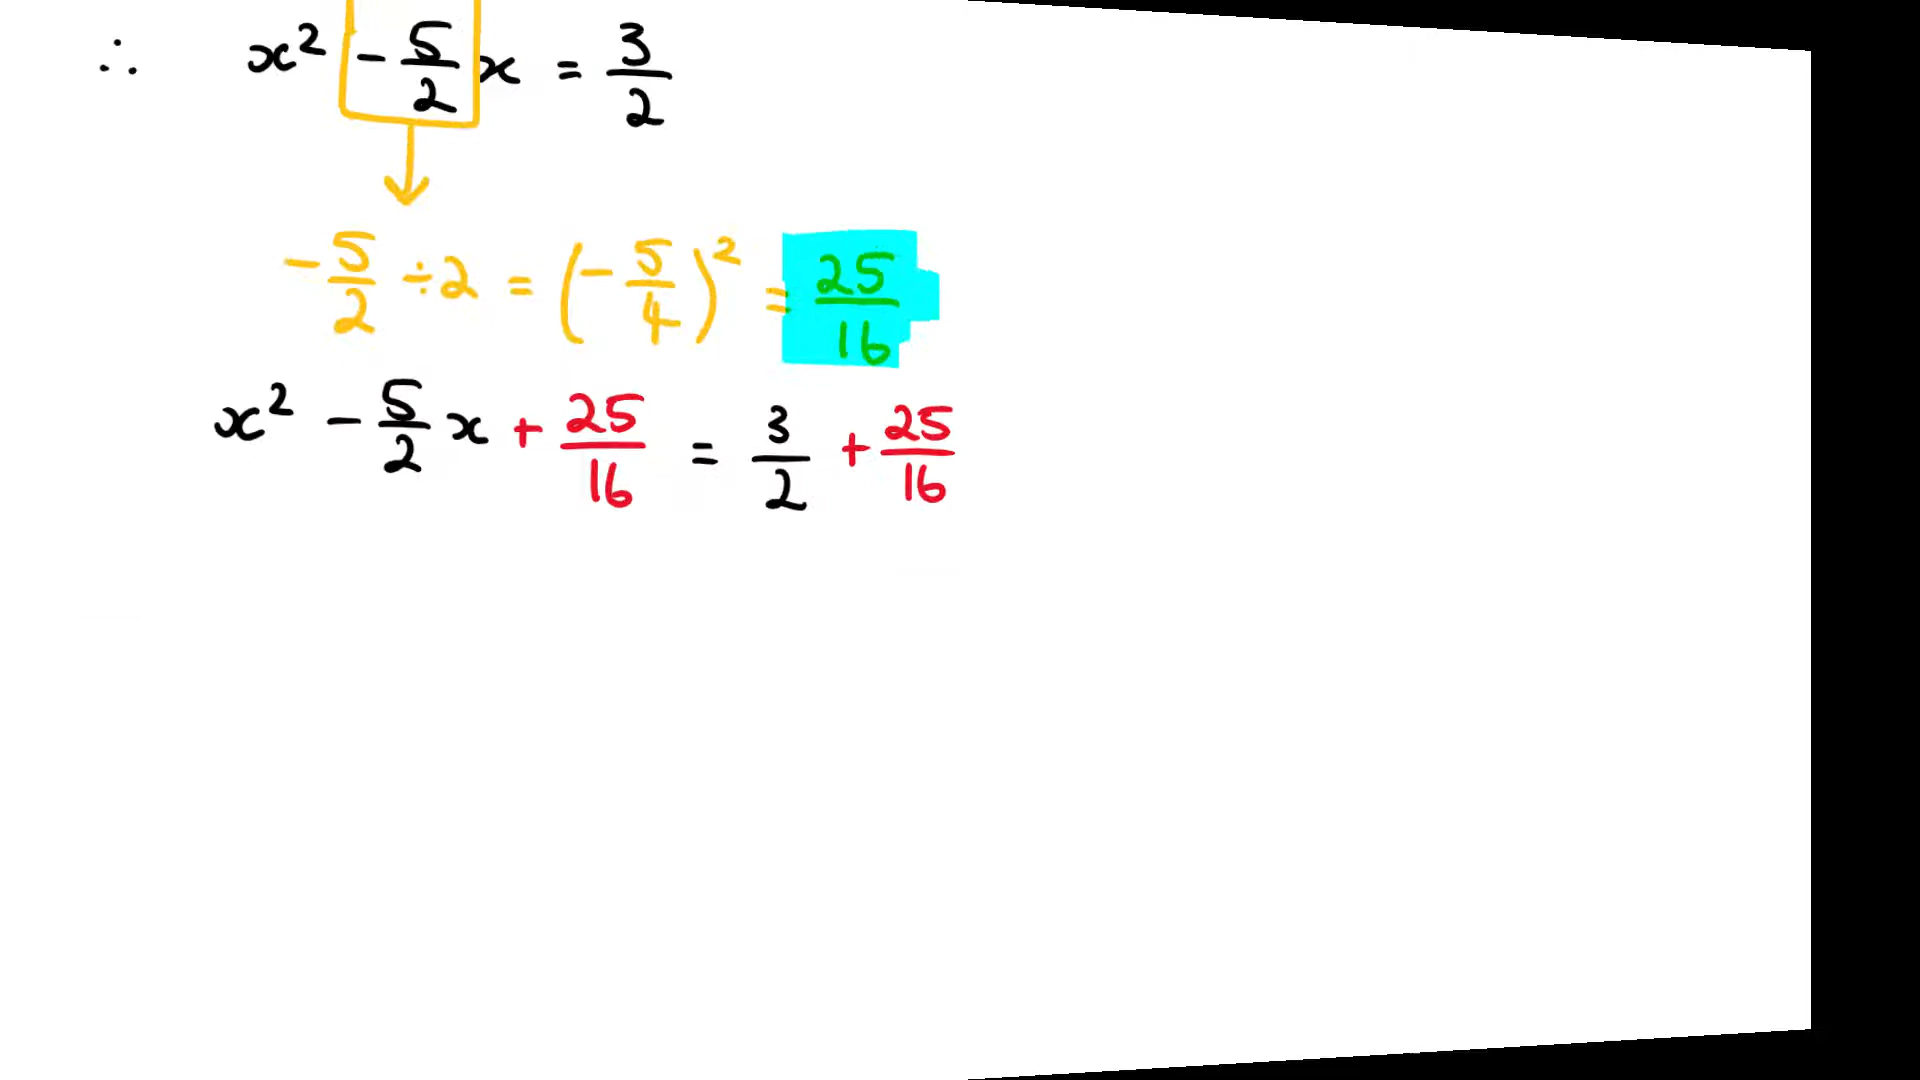 ∴ x² - 5/2 x = 3/2
- 5/2 ÷ 2 = (- 5/4)² = 25/16
x² - 5/2 x + 25/16 = 3/2 + 25/16